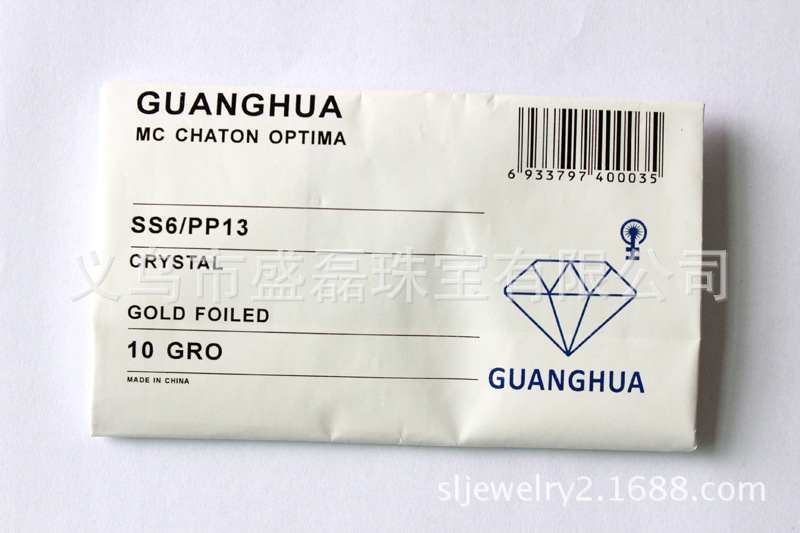 GUANGHUA
MC CHATON OPTIMA
6 933797 400035
SS6/PP13
CRYSTAL
义乌市盛磊珠宝有限公司
GOLD FOILED
10 GRO
MADE IN CHINA
GUANGHUA
sljewelry2.1688.com